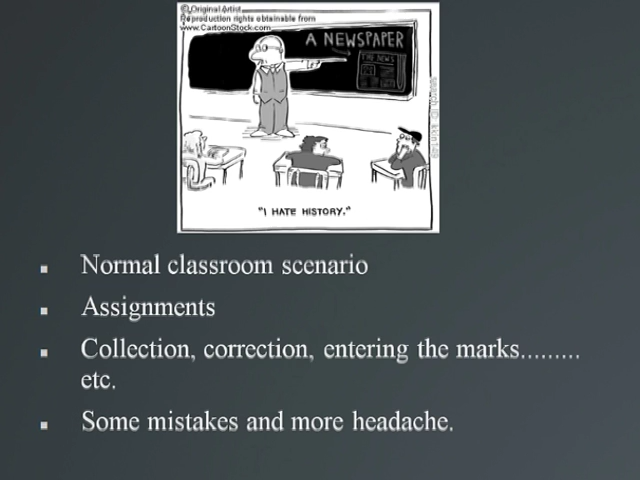 © Original Artist
Reproduction rights obtainable from
www.CartoonStock.com
A NEWSPAPER
THE NEWS
"I HATE HISTORY."
Normal classroom scenario
Assignments
Collection, correction, entering the marks.........
etc.
Some mistakes and more headache.